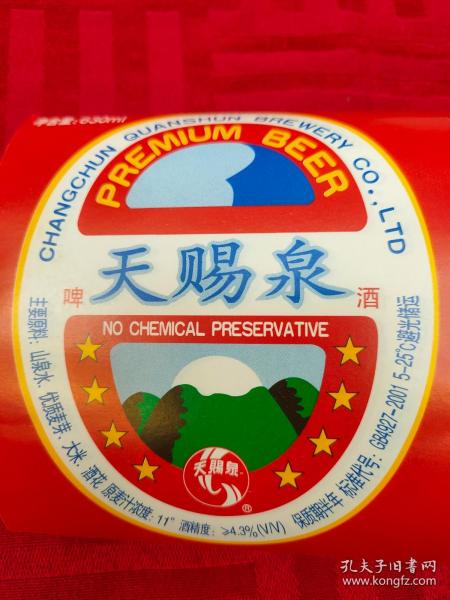 净含量:630ml
CHANGCHUN QUANSHUN BREWERY CO.,LTD
PREMIUM BEER
啤 天赐泉 酒
NO CHEMICAL PRESERVATIVE
天赐泉
®
主要原料:山泉水、优质麦芽、大米、酒花 原麦汁浓度:11° 酒精度:≥4.3%(V/V) 保质期半年 标准代号:GB4927-2001 5-25℃避光储运
孔夫子旧书网
www.kongfz.com